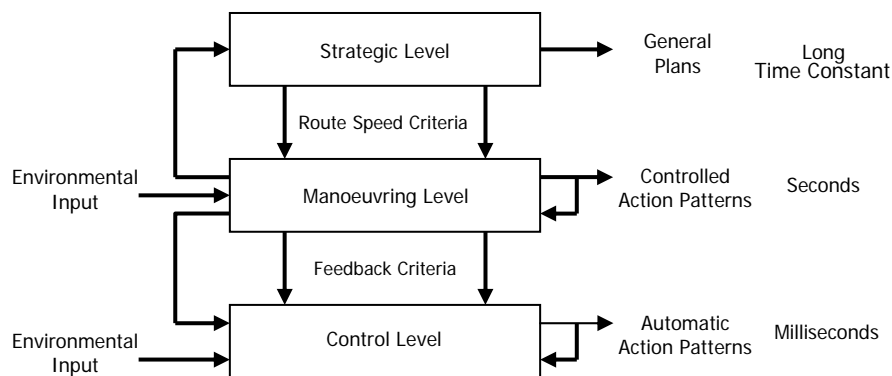 Strategic Level
General
Plans
Long
Time Constant
Route Speed Criteria
Environmental
Input
Manoeuvring Level
Controlled
Action Patterns
Seconds
Feedback Criteria
Environmental
Input
Control Level
Automatic
Action Patterns
Milliseconds